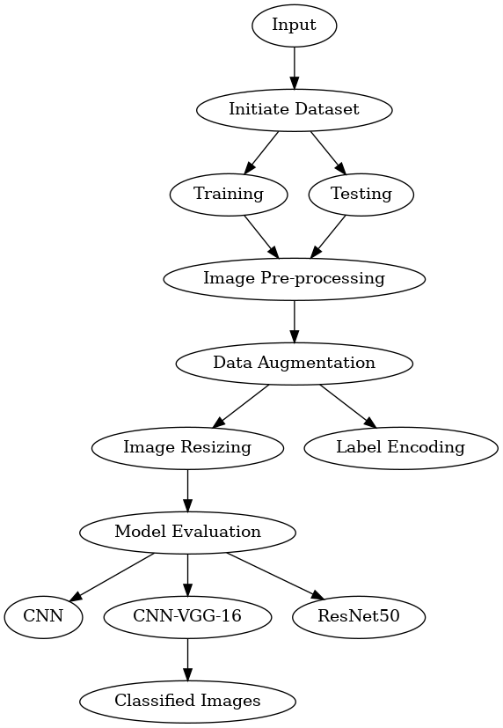 Input
Initiate Dataset
Training
Testing
Image Pre-processing
Data Augmentation
Image Resizing
Label Encoding
Model Evaluation
CNN
CNN-VGG-16
ResNet50
Classified Images